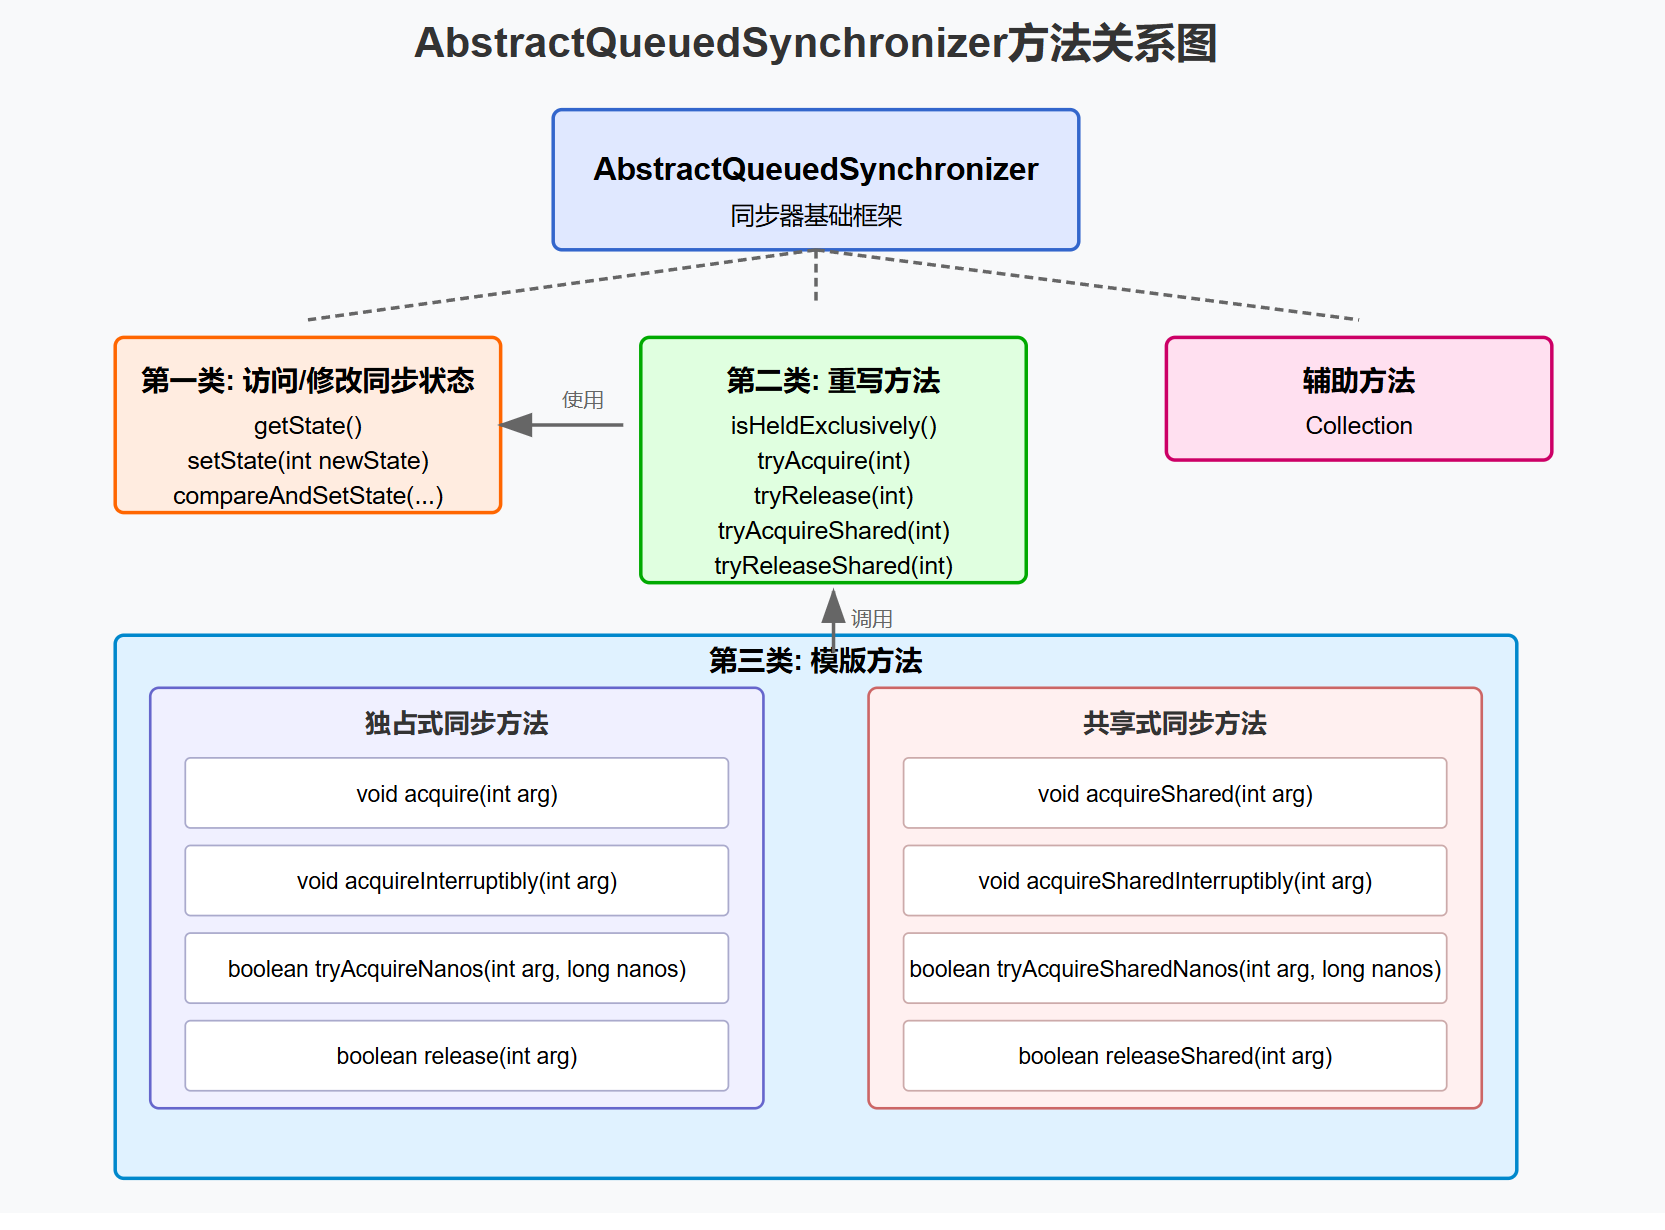 AbstractQueuedSynchronizer方法关系图
AbstractQueuedSynchronizer
同步器基础框架
第一类: 访问/修改同步状态
getState()
setState(int newState)
compareAndSetState(...)
使用
第二类: 重写方法
isHeldExclusively()
tryAcquire(int)
tryRelease(int)
tryAcquireShared(int)
tryReleaseShared(int)
辅助方法
Collection
调用
第三类: 模版方法
独占式同步方法
void acquire(int arg)
void acquireInterruptibly(int arg)
boolean tryAcquireNanos(int arg, long nanos)
boolean release(int arg)
共享式同步方法
void acquireShared(int arg)
void acquireSharedInterruptibly(int arg)
boolean tryAcquireSharedNanos(int arg, long nanos)
boolean releaseShared(int arg)